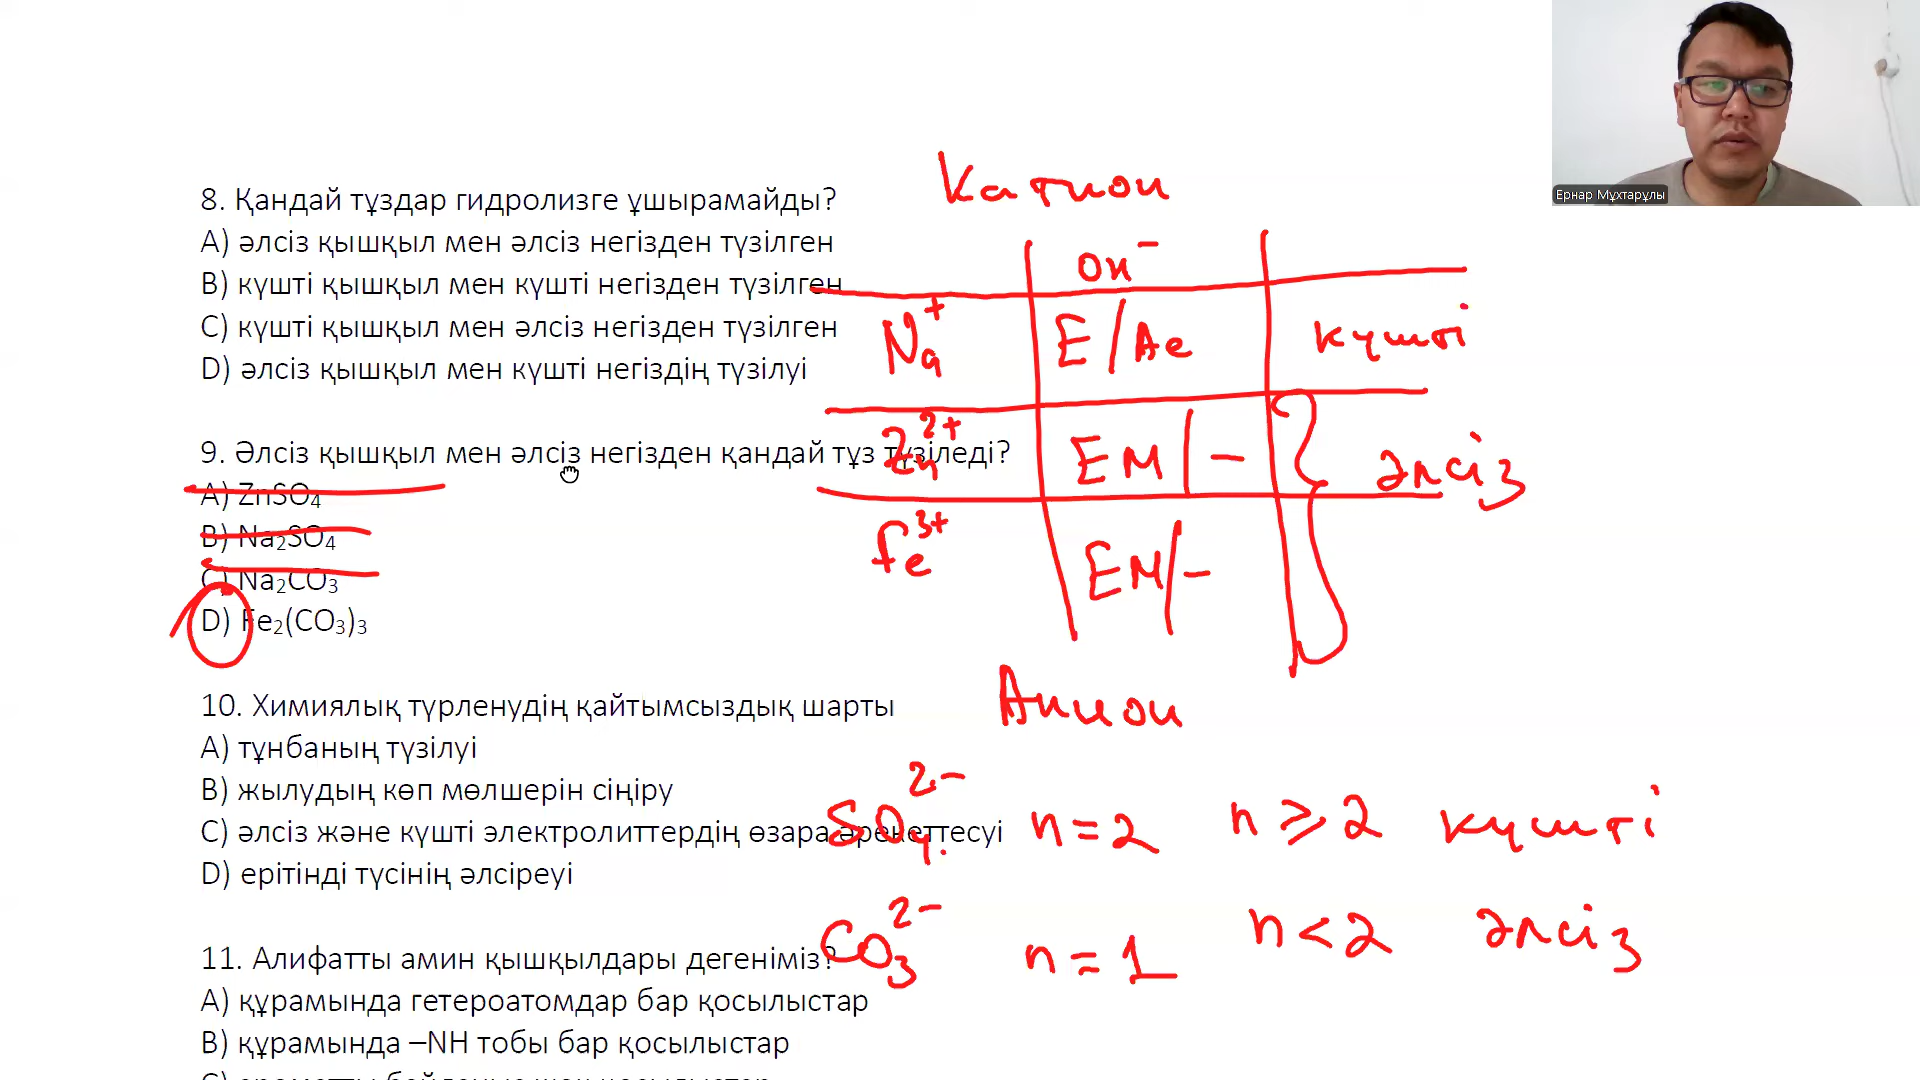 8. Қандай тұздар гидролизге ұшырамайды?
A) әлсіз қышқыл мен әлсіз негізден түзілген
B) күшті қышқыл мен күшті негізден түзілген
C) күшті қышқыл мен әлсіз негізден түзілген
D) әлсіз қышқыл мен күшті негіздің түзілуі
9. Әлсіз қышқыл мен әлсіз негізден қандай тұз түзіледі?
A) ZnSO₄
B) Na₂SO₄
C) Na₂CO₃
D) Fe₂(CO₃)₃
10. Химиялық түрленудің қайтымсыздық шарты
A) тұнбаның түзілуі
B) жылудың көп мөлшерін сіңіру
C) әлсіз және күшті электролиттердің өзара әрекеттесуі
D) ерітінді түсінің әлсіреуі
11. Алифатты амин қышқылдары дегеніміз?
A) құрамында гетероатомдар бар қосылыстар
B) құрамында –NH тобы бар қосылыстар
Катион
OH⁻
Na⁺ E/Ae күшті
Zn²⁺ EM/– әлсіз
Fe³⁺ EM/–
Анион
SO₄²⁻ n=2 n⩾2 күшті
CO₃²⁻ n=1 n<2 әлсіз
Ернар Мұхтарұлы